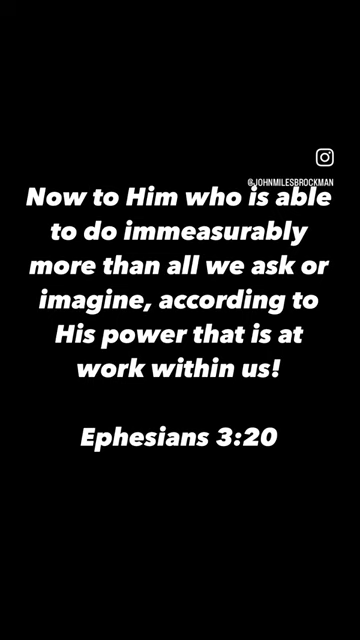 @JOHNMILESBROCKMAN
Now to Him who is able
to do immeasurably
more than all we ask or
imagine, according to
His power that is at
work within us!
Ephesians 3:20